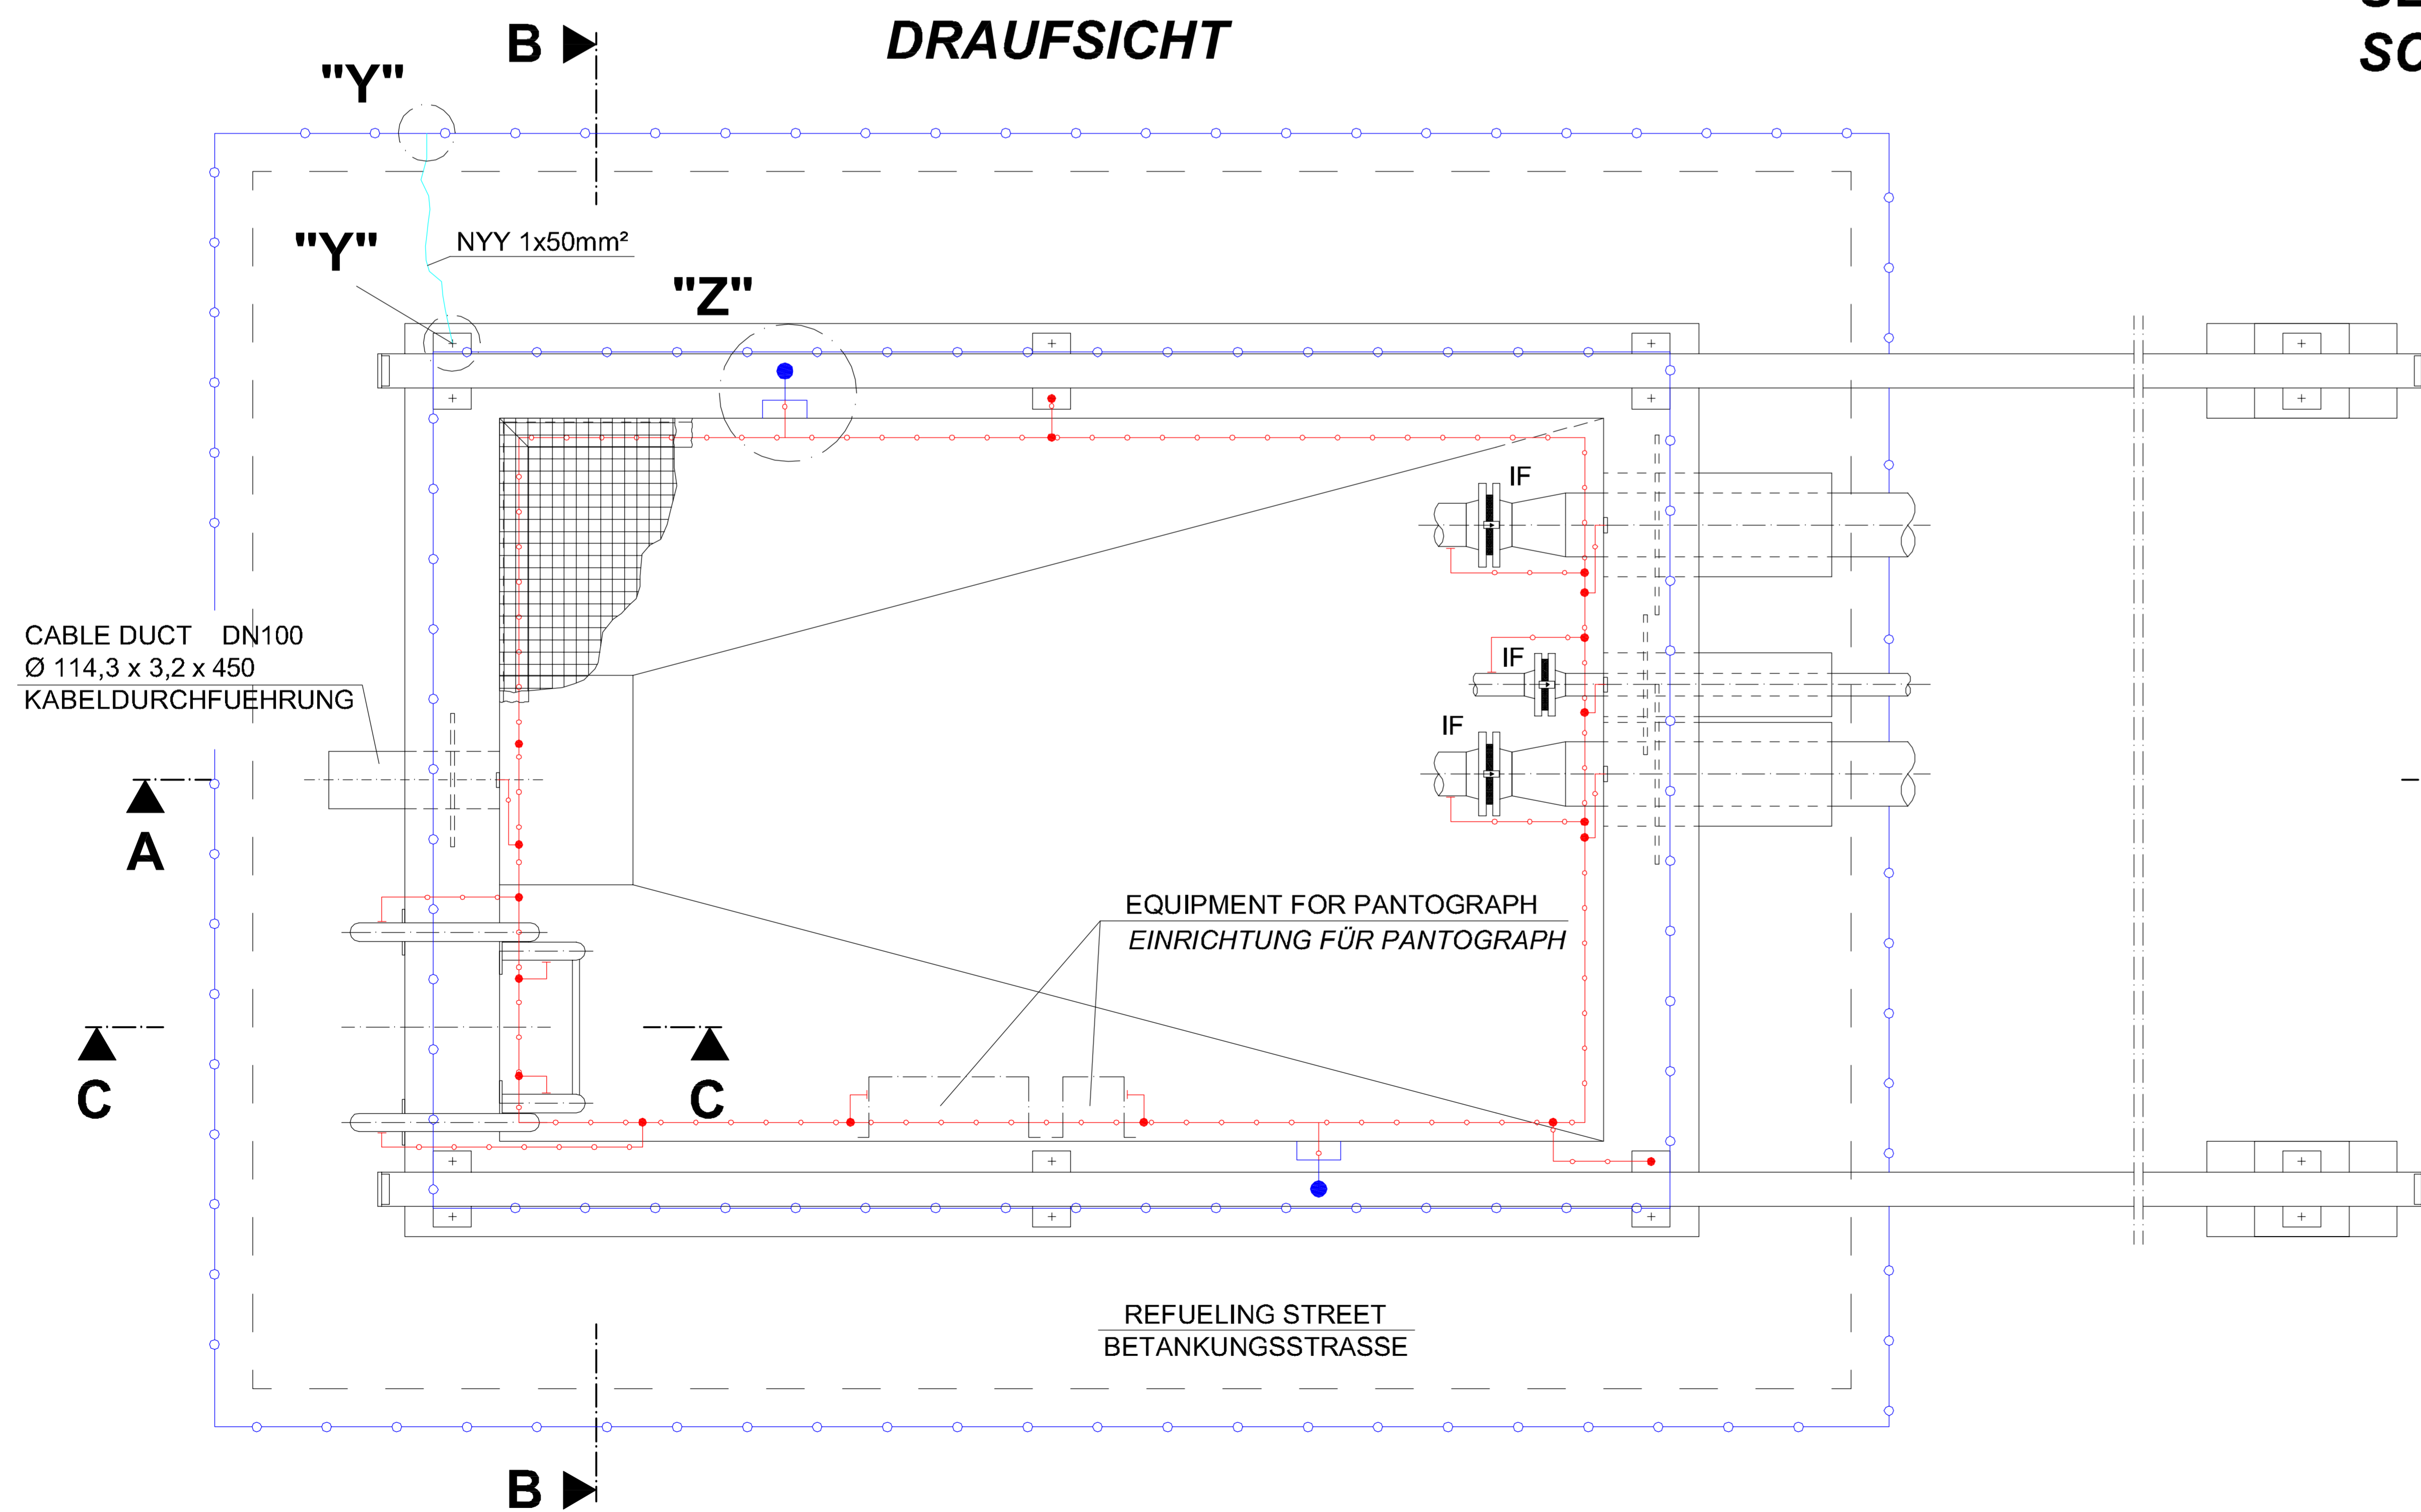 DRAUFSICHT
SC
B
"Y"
"Y"
NYY 1x50mm²
"Z"
IF
CABLE DUCT DN100
Ø 114,3 x 3,2 x 450
KABELDURCHFUEHRUNG
IF
IF
A
EQUIPMENT FOR PANTOGRAPH
EINRICHTUNG FÜR PANTOGRAPH
C
C
REFUELING STREET
BETANKUNGSSTRASSE
B